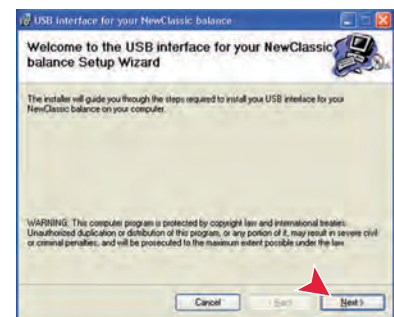 USB Interface for your NewClassic balance
Welcome to the USB interface for your NewClassic
balance Setup Wizard
The installer will guide you through the steps required to install your USB interface for your
NewClassic balance on your computer.
WARNING: This computer program is protected by copyright law and international treaties.
Unauthorized duplication or distribution of this program, or any portion of it, may result in severe civil
or criminal penalties, and will be prosecuted to the maximum extent possible under the law.
Cancel
< Back
Next >